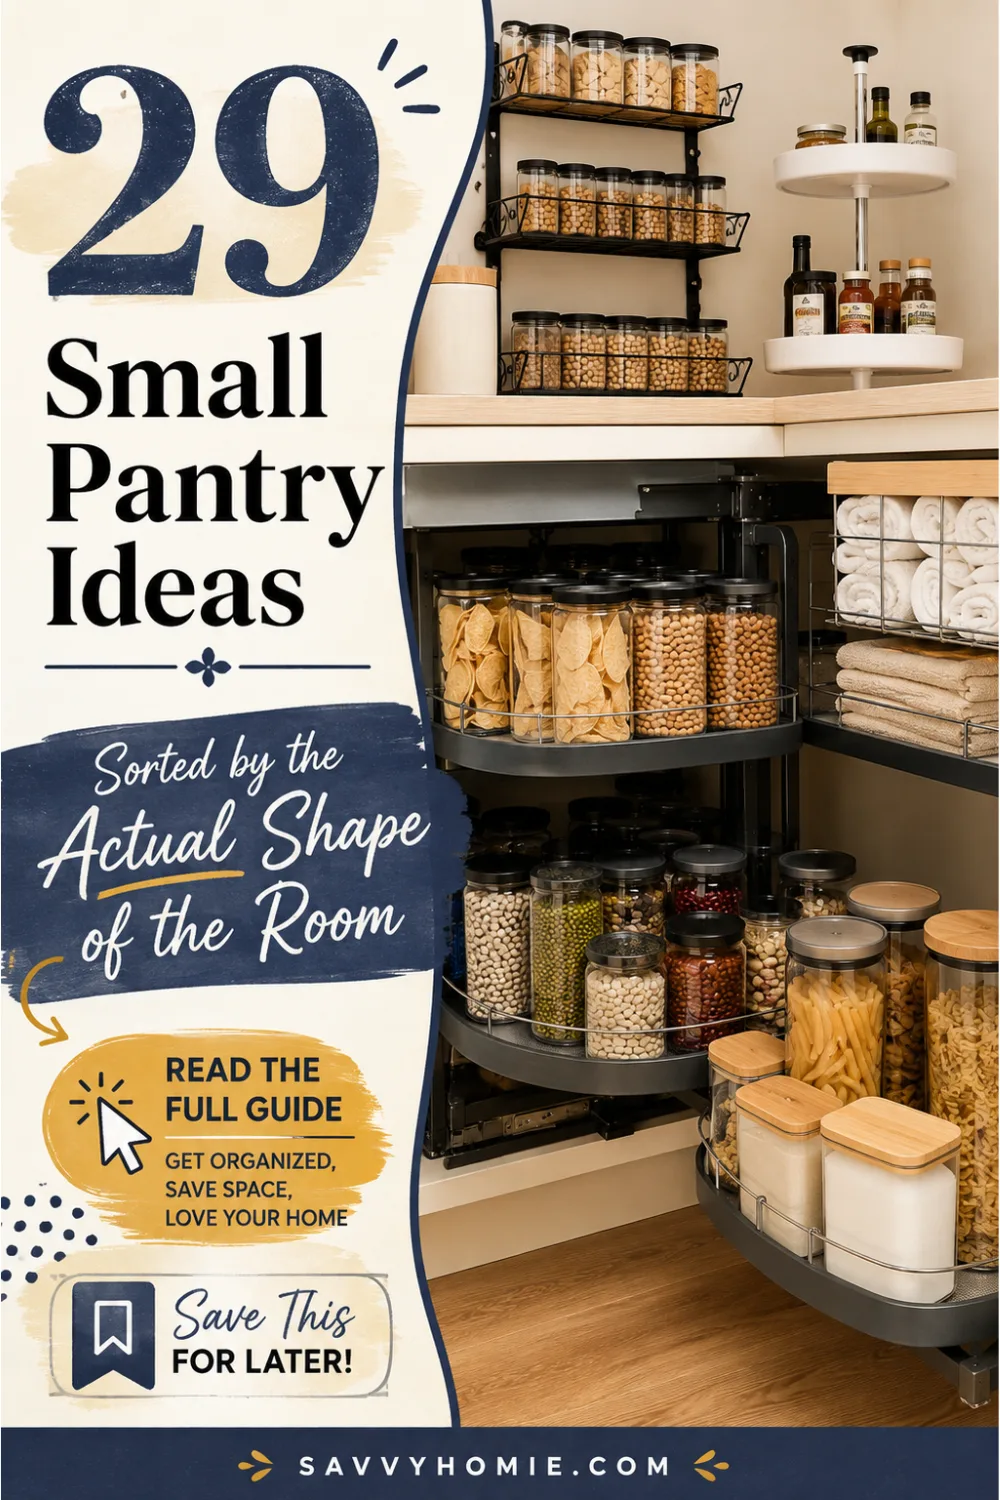 29
Small
Pantry
Ideas
Sorted by the
Actual Shape
of the Room
READ THE
FULL GUIDE
GET ORGANIZED,
SAVE SPACE,
LOVE YOUR HOME
Save This
FOR LATER!
SAVVYHOMIE.COM